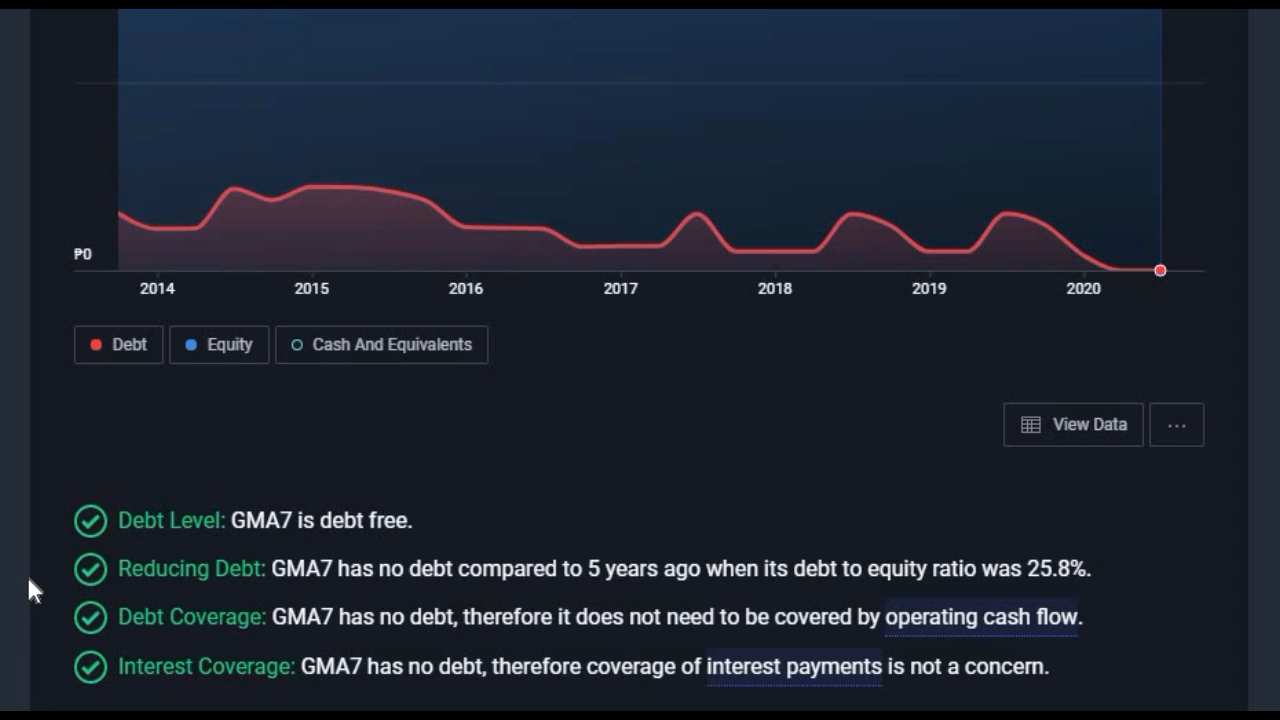 ₱0
2014 2015 2016 2017 2018 2019 2020
Debt Equity Cash And Equivalents
View Data ...
Debt Level: GMA7 is debt free.
Reducing Debt: GMA7 has no debt compared to 5 years ago when its debt to equity ratio was 25.8%.
Debt Coverage: GMA7 has no debt, therefore it does not need to be covered by operating cash flow.
Interest Coverage: GMA7 has no debt, therefore coverage of interest payments is not a concern.